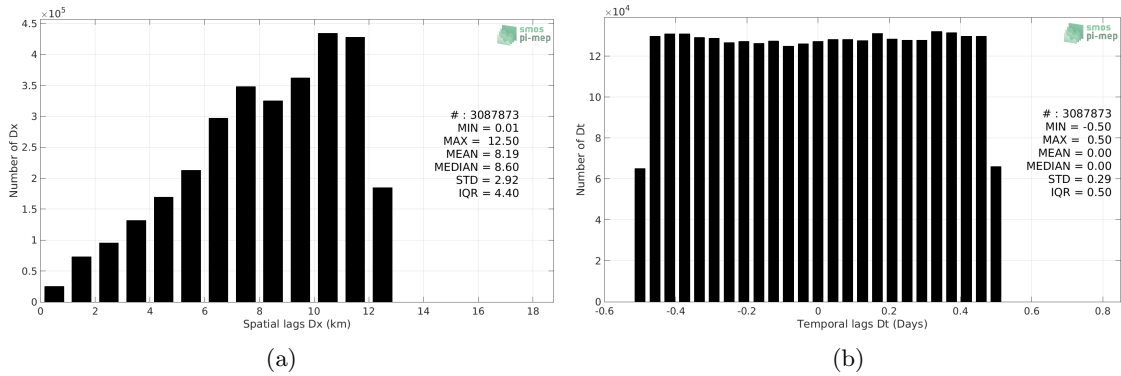 ×10⁵
4.5
4
3.5
3
2.5
2
1.5
1
0.5
0
Number of Dx
0 2 4 6 8 10 12 14 16 18
Spatial lags Dx (km)
smos
pi-mep
# : 3087873
MIN = 0.01
MAX = 12.50
MEAN = 8.19
MEDIAN = 8.60
STD = 2.92
IQR = 4.40
(a)
×10⁴
12
10
8
6
4
2
0
Number of Dt
-0.6 -0.4 -0.2 0 0.2 0.4 0.6 0.8
Temporal lags Dt (Days)
smos
pi-mep
# : 3087873
MIN = -0.50
MAX = 0.50
MEAN = 0.00
MEDIAN = 0.00
STD = 0.29
IQR = 0.50
(b)